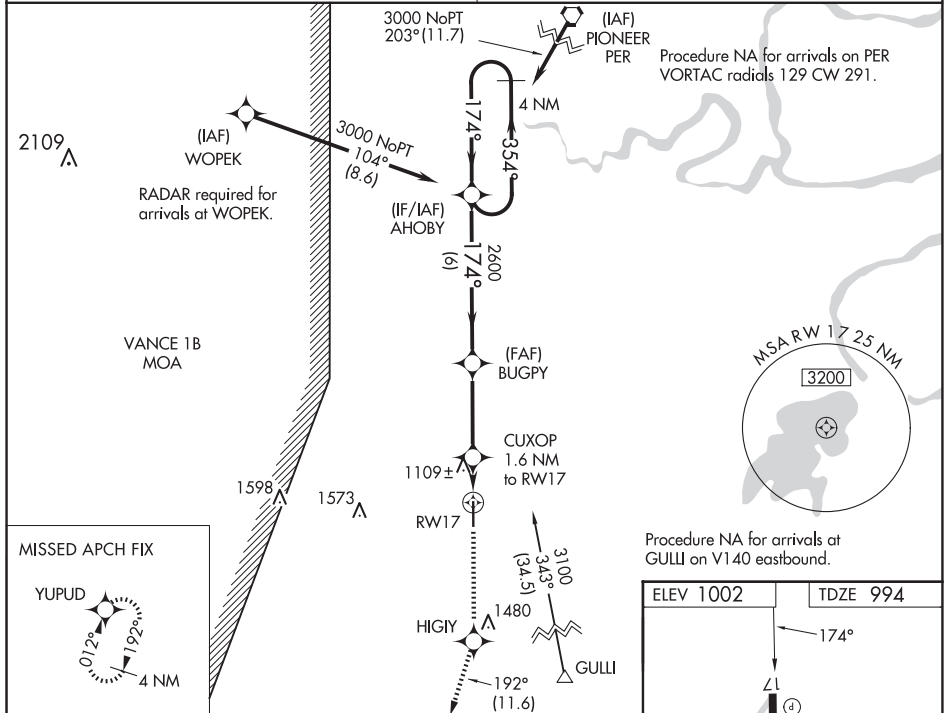 3000 NoPT
203° (11.7)
(IAF)
PIONEER
PER
Procedure NA for arrivals on PER
VORTAC radials 129 CW 291.
4 NM
174°
354°
2109
(IAF)
WOPEK
3000 NoPT
104°
(8.6)
RADAR required for
arrivals at WOPEK.
(IF/IAF)
AHOBY
2600
174°
(6)
VANCE 1B
MOA
(FAF)
BUGPY
MSA RW 17 25 NM
3200
CUXOP
1.6 NM
to RW17
1109±
1598
1573
RW17
3100
343°
(34.5)
Procedure NA for arrivals at
GULLI on V140 eastbound.
MISSED APCH FIX
YUPUD
012°
192°
4 NM
HIGIY
1480
GULLI
192°
(11.6)
ELEV 1002
TDZE 994
174°
17
P